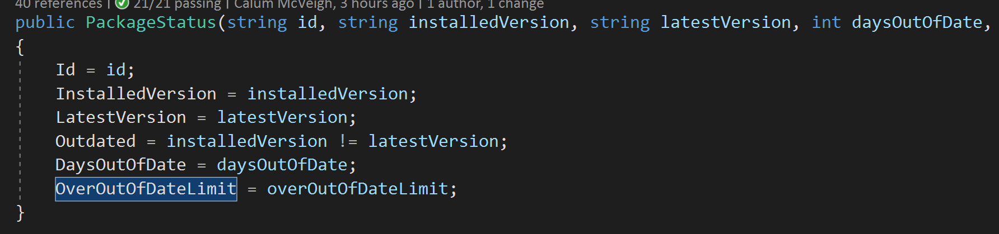 40 references | 21/21 passing | Calum McVeigh, 3 hours ago | 1 author, 1 change
public PackageStatus(string id, string installedVersion, string latestVersion, int daysOutOfDate,
{
Id = id;
InstalledVersion = installedVersion;
LatestVersion = latestVersion;
Outdated = installedVersion != latestVersion;
DaysOutOfDate = daysOutOfDate;
OverOutOfDateLimit = overOutOfDateLimit;
}